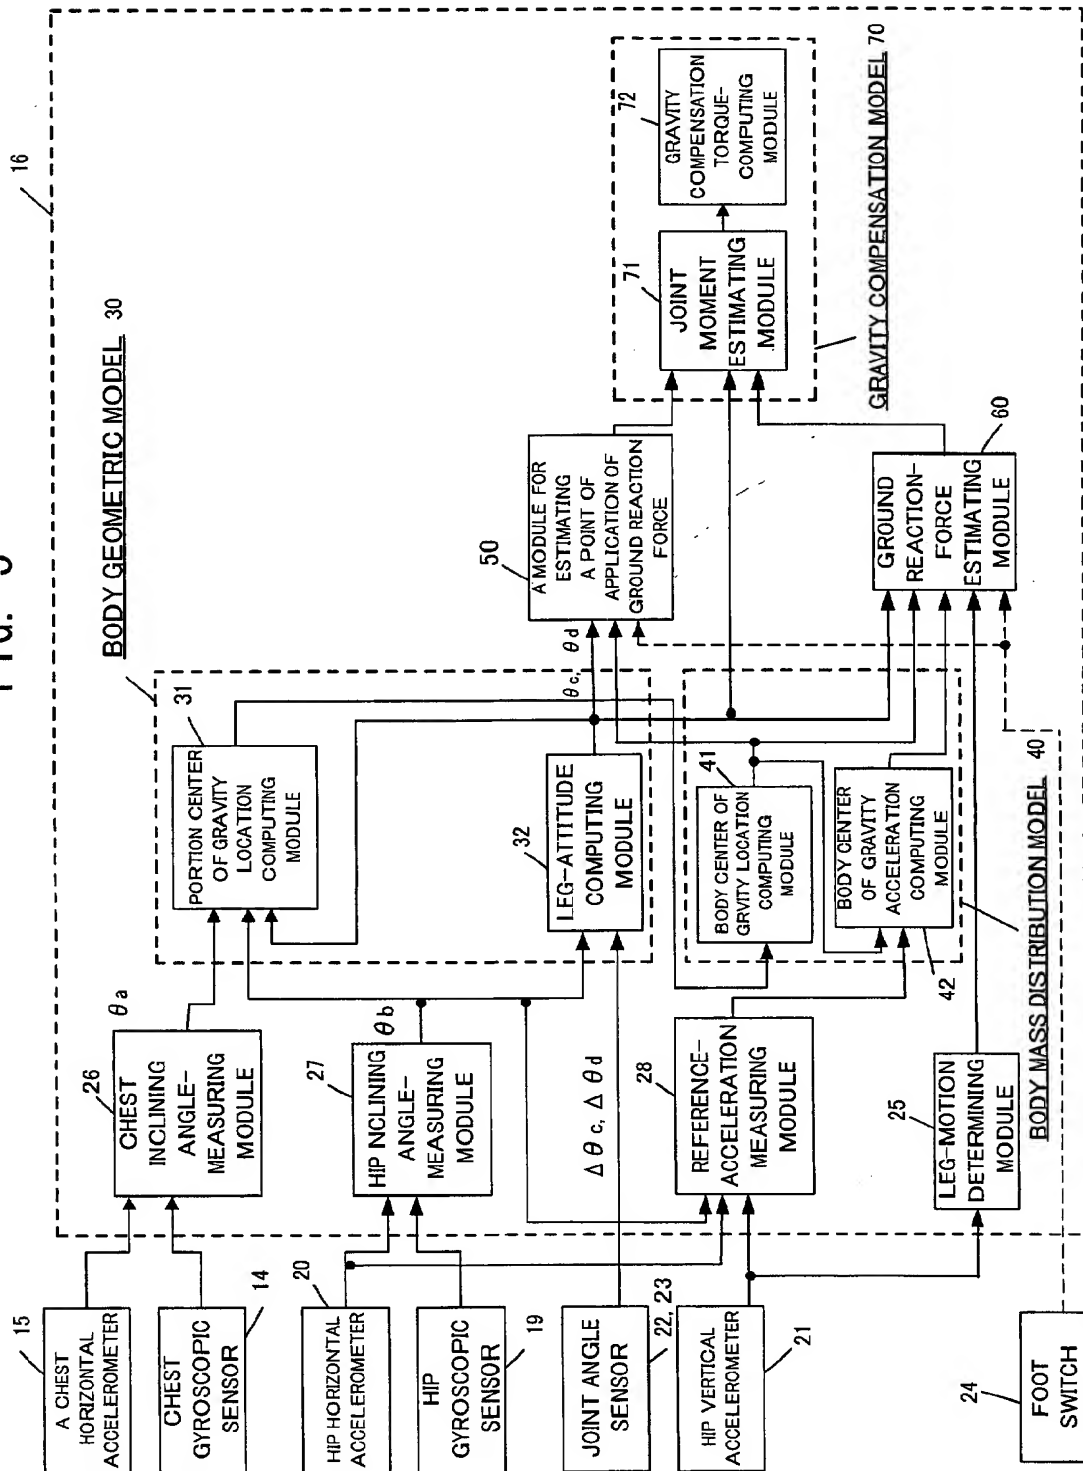 16
BODY GEOMETRIC MODEL 30
15
A CHEST
HORIZONTAL
ACCELEROMETER
14
CHEST
GYROSCOPIC
SENSOR
20
HIP HORIZONTAL
ACCELEROMETER
19
HIP
GYROSCOPIC
SENSOR
22, 23
JOINT ANGLE
SENSOR
21
HIP VERTICAL
ACCELEROMETER
24
FOOT
SWITCH
26
CHEST
INCLINING
ANGLE-
MEASURING
MODULE
θa
27
HIP NCLINING
ANGLE-
MEASURING
MODULE
θb
Δθc, Δθd
28
REFERENCE-
ACCELERATION
MEASURING
MODULE
25
LEG-MOTION
DETERMINING
MODULE
31
PORTION CENTER
OF GRAVITY
LOCATION
COMPUTING
MODULE
32
LEG-ATTITUDE
COMPUTING
MODULE
θc, θd
41
BODY CENTER OF
GRVITY LOCATION
COMPUTING
MODULE
42
BODY CENTER
OF GRAVITY
ACCELERATION
COMPUTING
MODULE
BODY MASS DISTRIBUTION MODEL 40
50
A MODULE FOR
ESTIMATING
A POINT OF
APPLICATION OF
GROUND REACTION
FORCE
60
GROUND
REACTION-
FORCE
ESTIMATING
MODULE
71
JOINT
MOMENT
ESTIMATING
MODULE
72
GRAVITY
COMPENSATION
TORQUE-
COMPUTING
MODULE
GRAVITY COMPENSATION MODEL 70